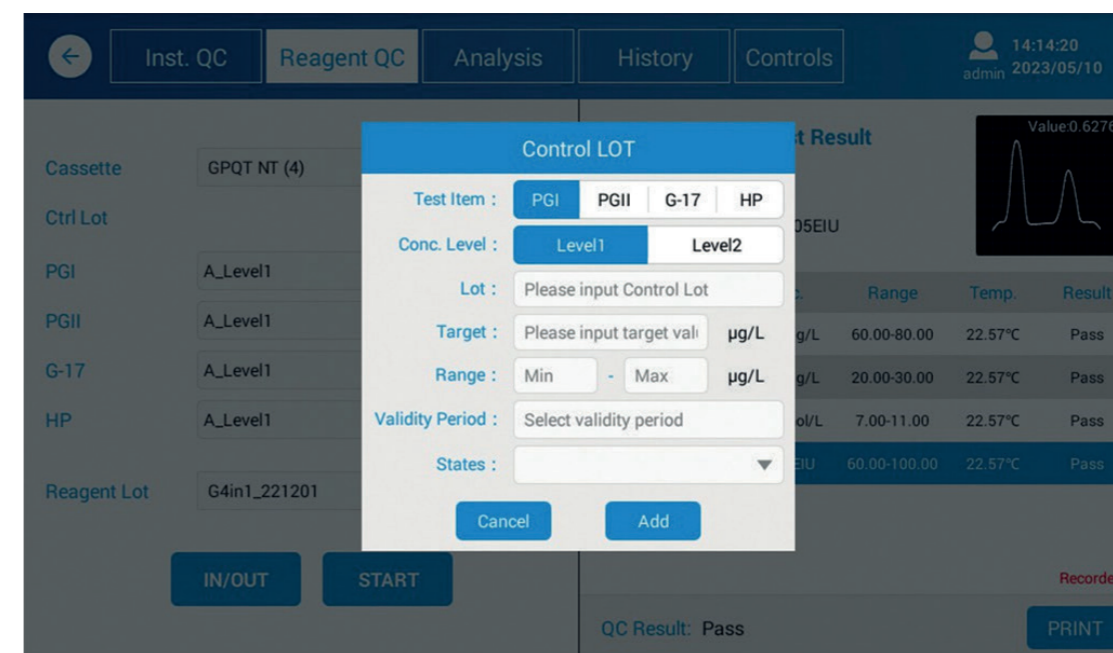 Inst. QC Reagent QC Analysis History Controls
14:14:20
admin 2023/05/10
Control LOT
Test Item : PGI PGII G-17 HP
Conc. Level : Level1 Level2
Lot : Please input Control Lot
Target : Please input target µg/L
Range : Min - Max µg/L
Validity Period : Select validity period
States :
Cancel Add
Cassette GPQT NT (4)
Ctrl Lot
PGI A_Level1
PGII A_Level1
G-17 A_Level1
HP A_Level1
Reagent Lot G4in1_221201
IN/OUT START
Result
Value:0.6276
05EIU
Range Temp. Result
g/L 60.00-80.00 22.57°C Pass
g/L 20.00-30.00 22.57°C Pass
ol/L 7.00-11.00 22.57°C Pass
EIU 60.00-100.00 22.57°C Pass
QC Result: Pass
PRINT